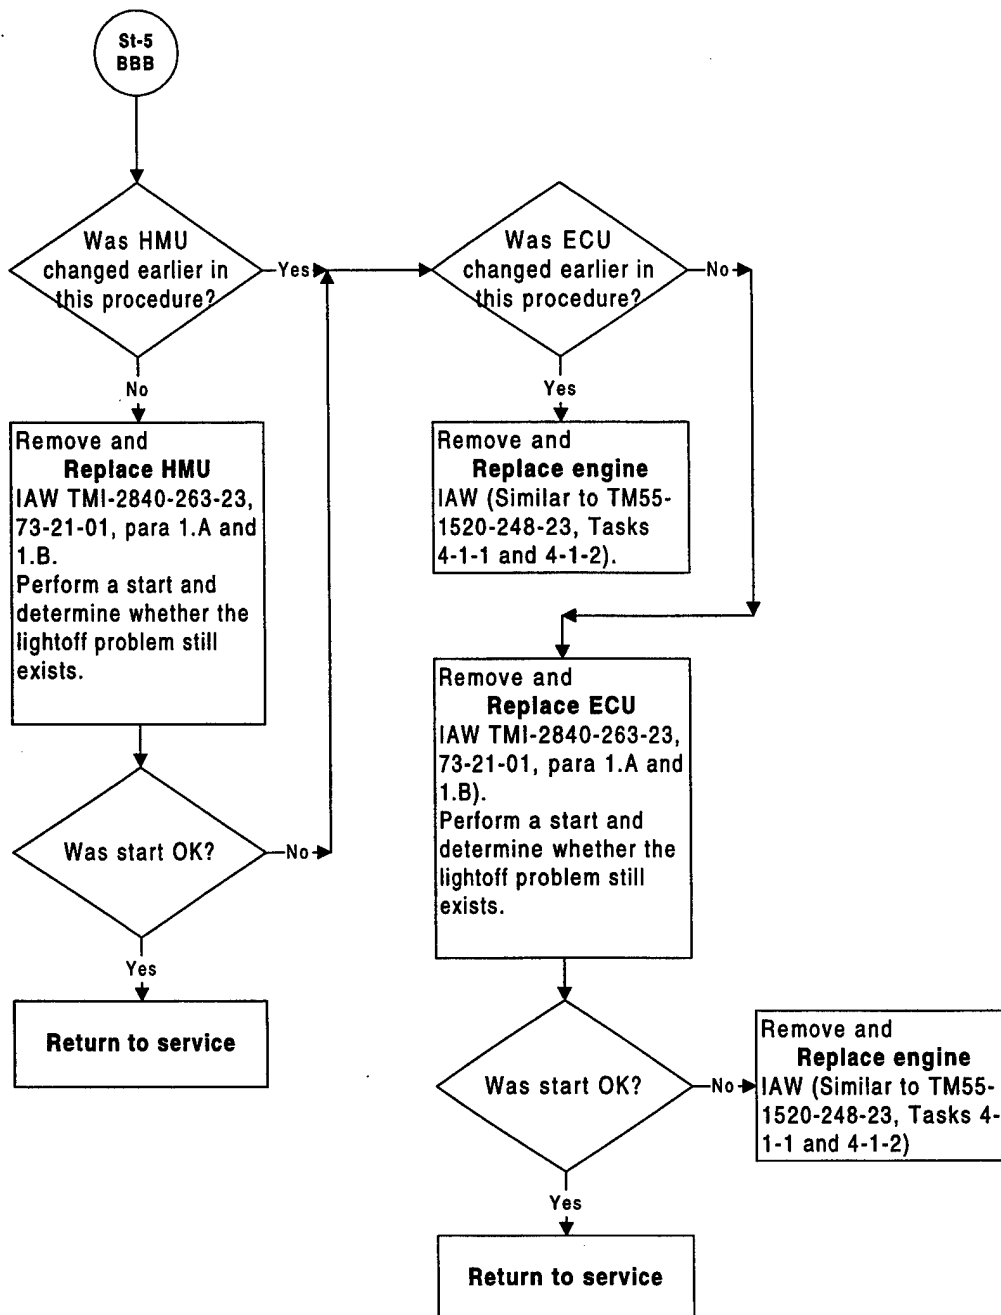 St-5
BBB
Was HMU
changed earlier in
this procedure?
Yes
No
Remove and
Replace HMU
IAW TMI-2840-263-23,
73-21-01, para 1.A and
1.B.
Perform a start and
determine whether the
lightoff problem still
exists.
Was start OK?
No
Yes
Return to service
Was ECU
changed earlier in
this procedure?
No
Yes
Remove and
Replace engine
IAW (Similar to TM55-
1520-248-23, Tasks
4-1-1 and 4-1-2).
Remove and
Replace ECU
IAW TMI-2840-263-23,
73-21-01, para 1.A and
1.B).
Perform a start and
determine whether the
lightoff problem still
exists.
Was start OK?
No
Yes
Return to service
Remove and
Replace engine
IAW (Similar to TM55-
1520-248-23, Tasks 4-
1-1 and 4-1-2)